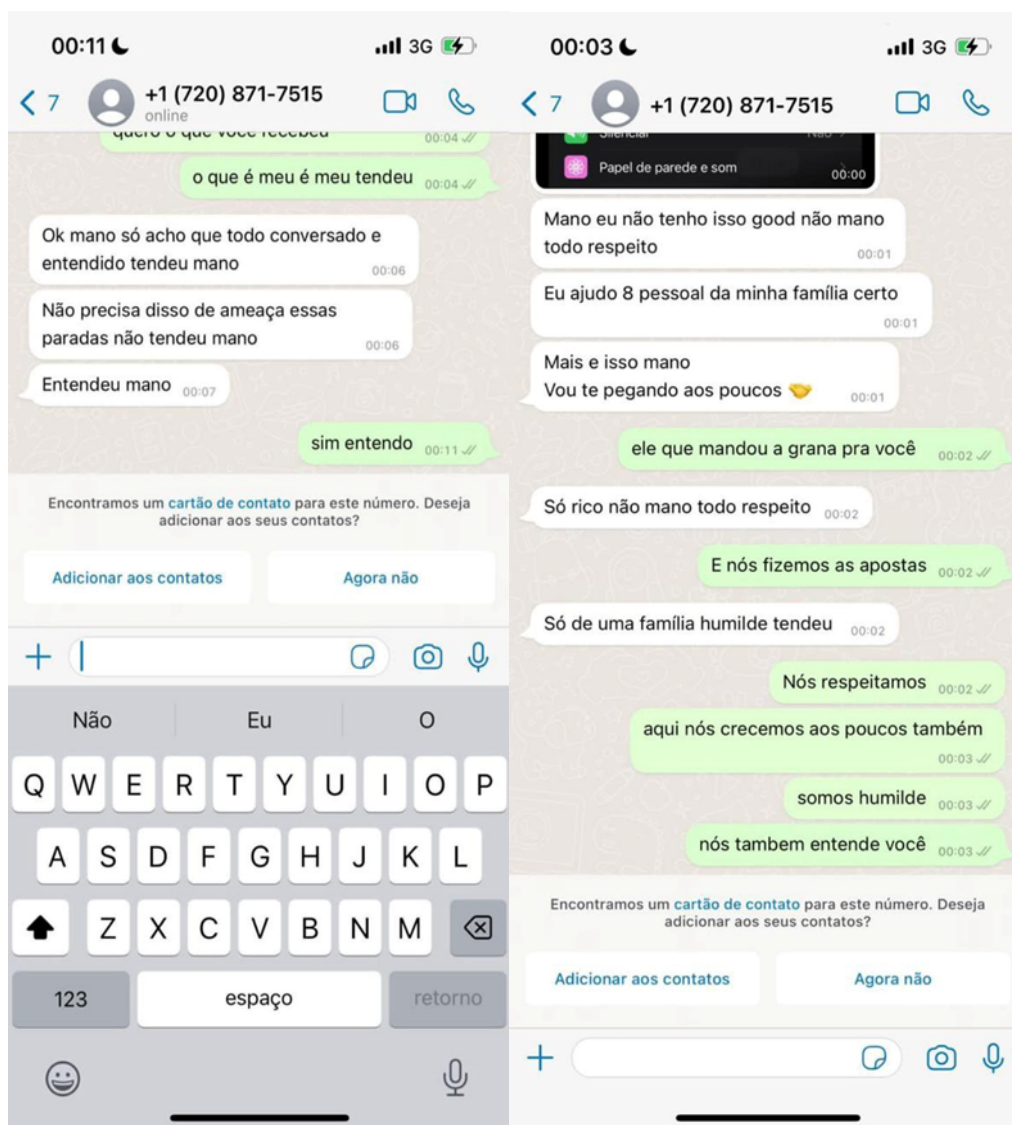 00:11
3G
7
+1 (720) 871-7515
online
quero o que você recebeu
00:04
o que é meu é meu tendeu 00:04
Ok mano só acho que todo conversado e
entendido tendeu mano
00:06
Não precisa disso de ameaça essas
paradas não tendeu mano
00:06
Entendeu mano 00:07
sim entendo 00:11
Encontramos um cartão de contato para este número. Deseja
adicionar aos seus contatos?
Adicionar aos contatos
Agora não
Não
Eu
O
Q W E R T Y U I O P
A S D F G H J K L
Z X C V B N M
123
espaço
retorno
00:03
3G
7
+1 (720) 871-7515
Silenciar
Não
Papel de parede e som
00:00
Mano eu não tenho isso good não mano
todo respeito
00:01
Eu ajudo 8 pessoal da minha família certo
00:01
Mais e isso mano
Vou te pegando aos poucos 🤝 00:01
ele que mandou a grana pra você 00:02
Só rico não mano todo respeito 00:02
E nós fizemos as apostas 00:02
Só de uma família humilde tendeu 00:02
Nós respeitamos 00:02
aqui nós crecemos aos poucos também
00:03
somos humilde 00:03
nós tambem entende você 00:03
Encontramos um cartão de contato para este número. Deseja
adicionar aos seus contatos?
Adicionar aos contatos
Agora não